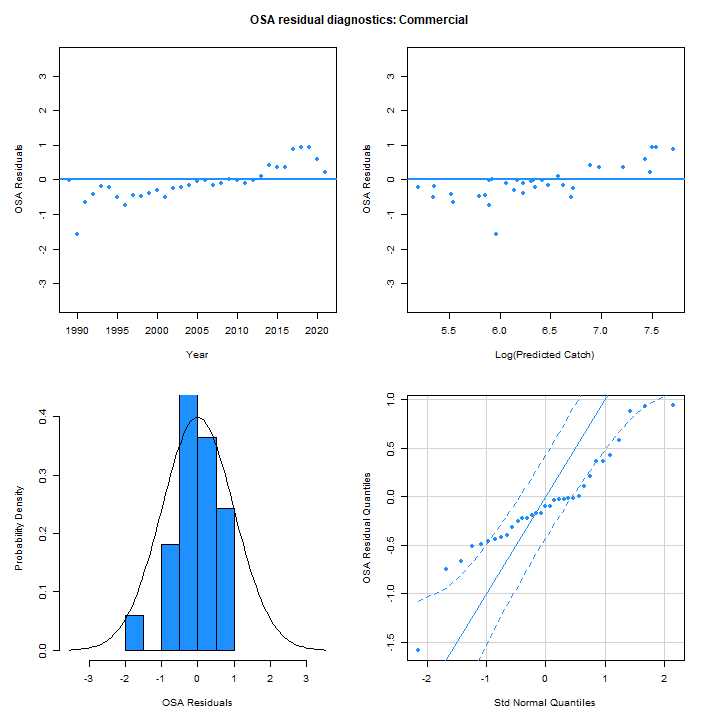 OSA residual diagnostics: Commercial
OSA Residuals
3
2
1
0
-1
-2
-3
1990 1995 2000 2005 2010 2015 2020
Year
OSA Residuals
3
2
1
0
-1
-2
-3
5.5 6.0 6.5 7.0 7.5
Log(Predicted Catch)
Probability Density
0.4
0.3
0.2
0.1
0.0
-3 -2 -1 0 1 2 3
OSA Residuals
OSA Residual Quantiles
1.0
0.5
0.0
-0.5
-1.0
-1.5
-2 -1 0 1 2
Std Normal Quantiles